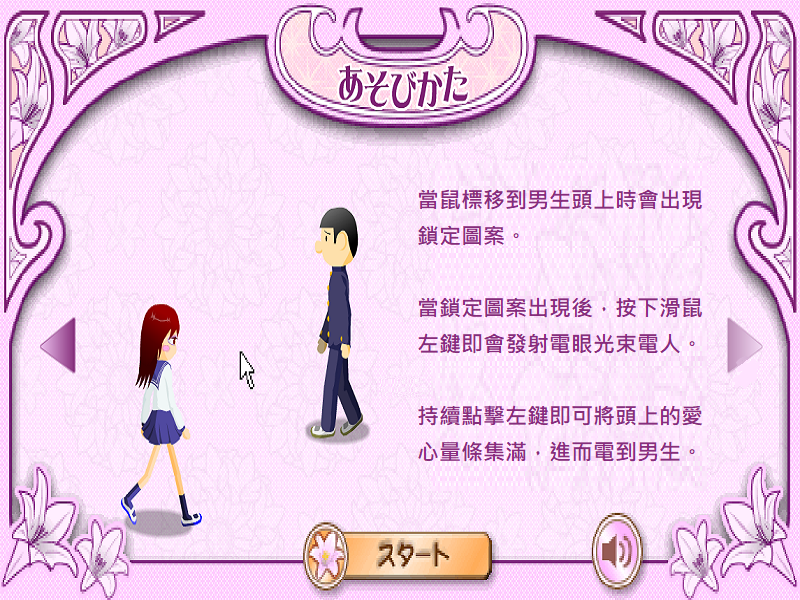 あそびかた
當鼠標移到男生頭上時會出現
鎖定圖案。
當鎖定圖案出現後，按下滑鼠
左鍵即會發射電眼光束電人。
持續點擊左鍵即可將頭上的愛
心量條集滿，進而電到男生。
スタート